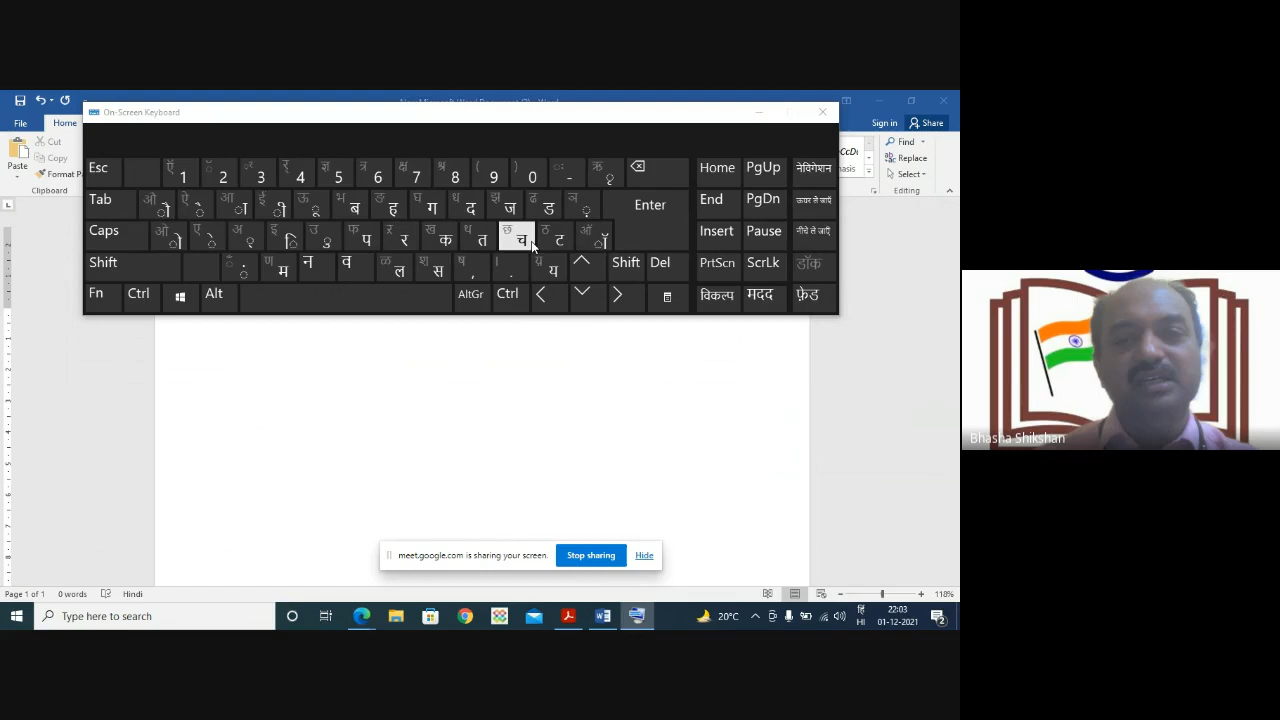 File
Home
Sign in
Share
Cut
Copy
Paste
Clipboard
Find
Replace
Select
Editing
On-Screen Keyboard
Esc 1 2 3 ज्ञ 5 त्र 6 क्ष 7 श्र 8 ( 9 ) 0 - ऋ ृ Home PgUp नेविगेशन
Tab औ ौ ऐ ै आ ा ई ी ऊ ू भ ब ङ ह घ ग ध द झ ज ढ ड ञ ़ Enter End PgDn ऊपर ले जाएँ
Caps ओ ो ए े अ ् इ ि उ ु फ प ऱ र ख क थ त छ च ठ ट ऑ ॉ Insert Pause नीचे ले जाएँ
Shift ँ ं ण म न व ळ ल श स ष , । . य़ य Shift Del PrtScn ScrLk डॉक
Fn Ctrl Alt AltGr Ctrl विकल्प मदद फ़ेड
Bhasha Shikshan
meet.google.com is sharing your screen. Stop sharing Hide
Page 1 of 1 0 words Hindi 118%
Type here to search
20°C
हिं
HI
22:03
01-12-2021
2